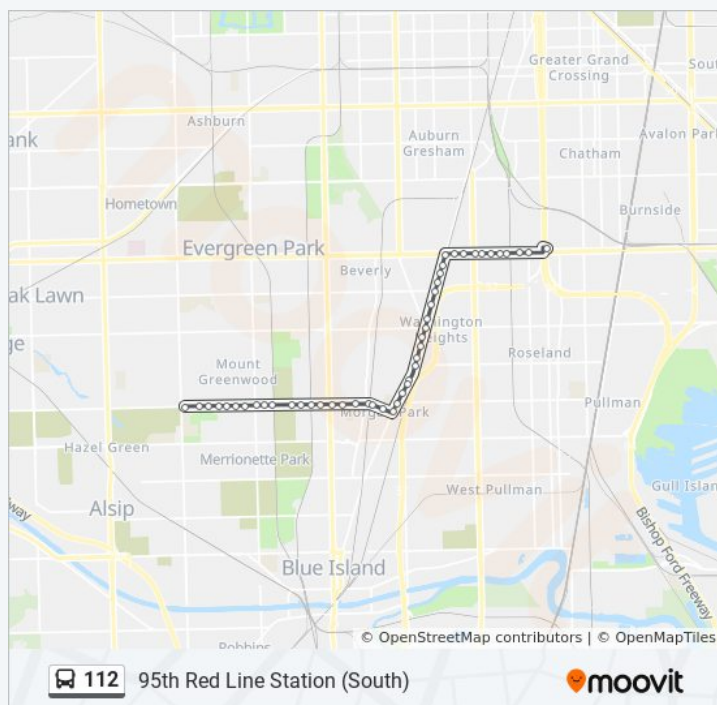 Greater Grand
Crossing
Sout
Ashburn
ank
Auburn
Gresham
Avalon Park
Chatham
Hometown
Burnside
Evergreen Park
Beverly
ak Lawn
Washington
Heights
ge
Mount
Greenwood
Roseland
Morgan Park
Pullman
Hazel Green
Merrionette Park
West Pullman
Gull Islan
Alsip
way
Bishop Ford Freeway
Blue Island
Robbins
© OpenStreetMap contributors | © OpenMapTiles
112 95th Red Line Station (South)
moovit